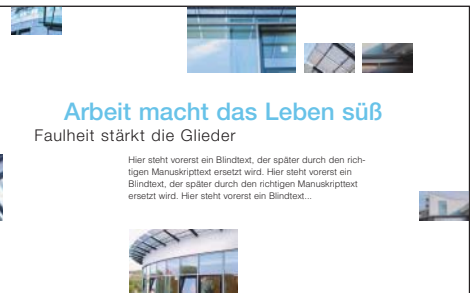 Arbeit macht das Leben süß
Faulheit stärkt die Glieder
Hier steht vorerst ein Blindtext, der später durch den rich-
tigen Manuskripttext ersetzt wird. Hier steht vorerst ein
Blindtext, der später durch den richtigen Manuskripttext
ersetzt wird. Hier steht vorerst ein Blindtext...